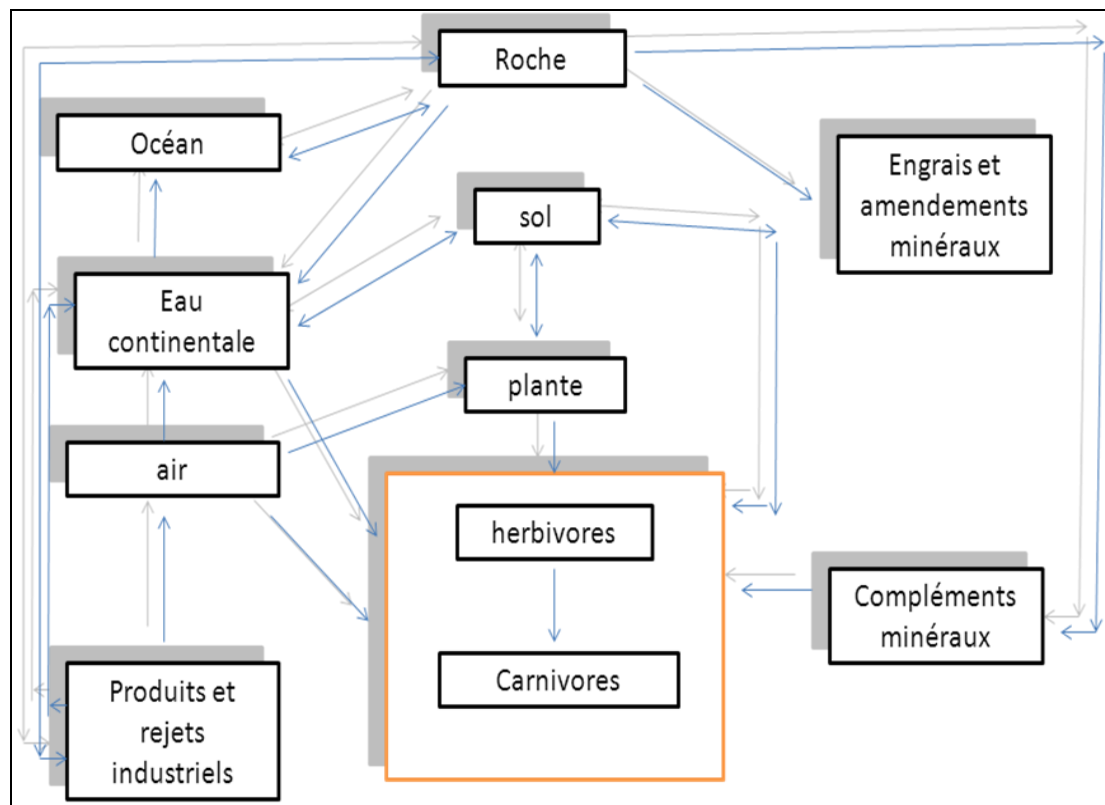 Roche
Océan
Engrais et
amendements
minéraux
sol
Eau
continentale
plante
air
herbivores
Compléments
minéraux
Carnivores
Produits et
rejets
industriels